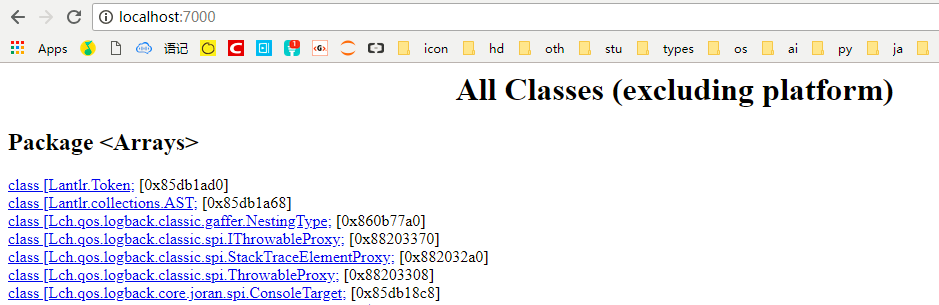 localhost:7000
Apps 语记 icon hd oth stu types os ai py ja
All Classes (excluding platform)
Package <Arrays>
class [Lantlr.Token; [0x85db1ad0]
class [Lantlr.collections.AST; [0x85db1a68]
class [Lch.qos.logback.classic.gaffer.NestingType; [0x860b77a0]
class [Lch.qos.logback.classic.spi.IThrowableProxy; [0x88203370]
class [Lch.qos.logback.classic.spi.StackTraceElementProxy; [0x882032a0]
class [Lch.qos.logback.classic.spi.ThrowableProxy; [0x88203308]
class [Lch.qos.logback.core.joran.spi.ConsoleTarget; [0x85db18c8]